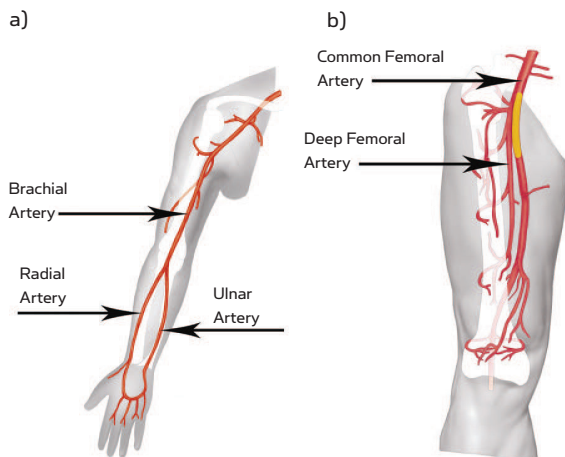 a)
Brachial
Artery
Radial
Artery
Ulnar
Artery
b)
Common Femoral
Artery
Deep Femoral
Artery